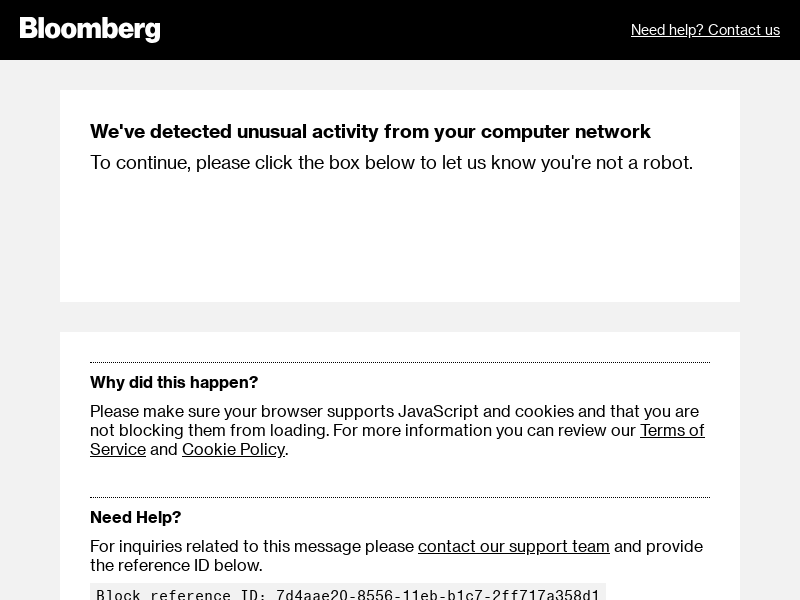 Bloomberg
Need help? Contact us
We've detected unusual activity from your computer network
To continue, please click the box below to let us know you're not a robot.
Why did this happen?
Please make sure your browser supports JavaScript and cookies and that you are
not blocking them from loading. For more information you can review our Terms of
Service and Cookie Policy.
Need Help?
For inquiries related to this message please contact our support team and provide
the reference ID below.
Block reference ID: 7d4aae20-8556-11eb-b1c7-2ff717a358d1